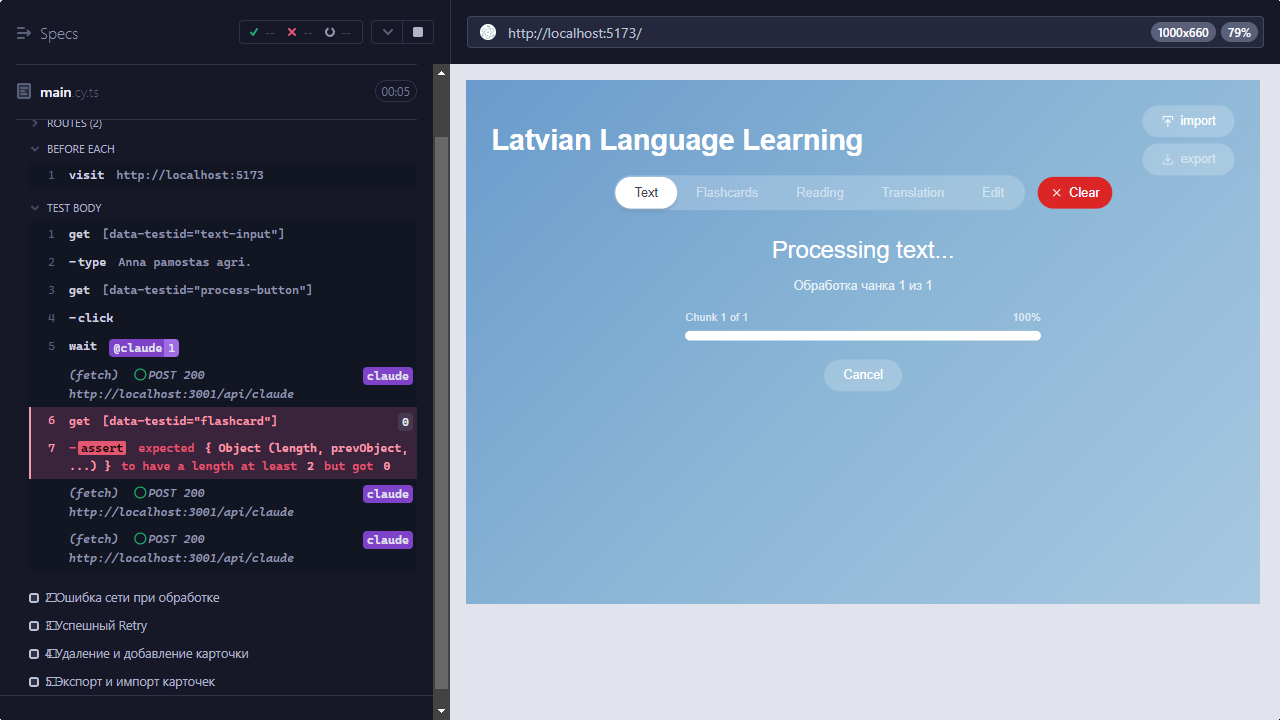 Specs
-- -- --
main.cy.ts
00:05
ROUTES (2)
BEFORE EACH
1 visit http://localhost:5173
TEST BODY
1 get [data-testid="text-input"]
2 -type Anna pamostas agri.
3 get [data-testid="process-button"]
4 -click
5 wait @claude 1
(fetch) POST 200 claude
http://localhost:3001/api/claude
6 get [data-testid="flashcard"] 0
7 -assert expected { Object (length, prevObject,
...) } to have a length at least 2 but got 0
(fetch) POST 200 claude
http://localhost:3001/api/claude
(fetch) POST 200 claude
http://localhost:3001/api/claude
Ошибка сети при обработке
Успешный Retry
Удаление и добавление карточки
Экспорт и импорт карточек
http://localhost:5173/
1000x660 79%
Latvian Language Learning
import
export
Text Flashcards Reading Translation Edit Clear
Processing text...
Обработка чанка 1 из 1
Chunk 1 of 1 100%
Cancel